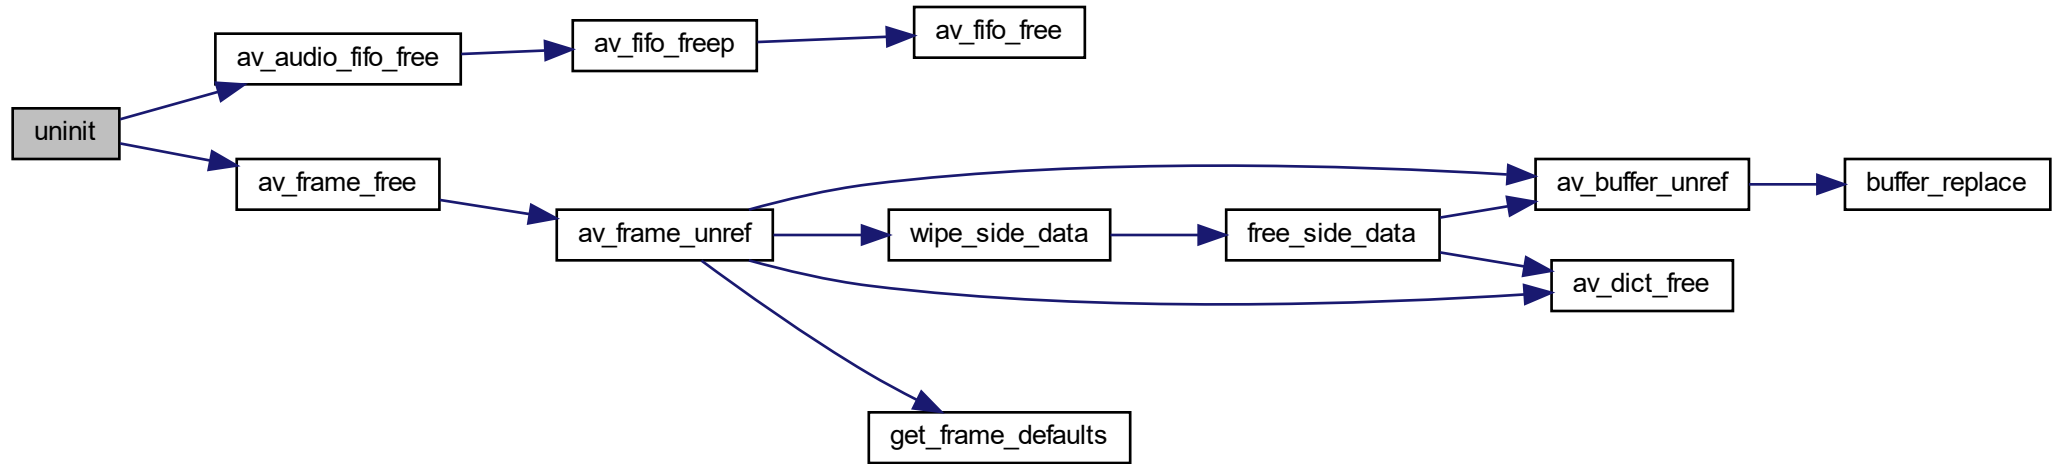 uninit
av_audio_fifo_free
av_fifo_freep
av_fifo_free
av_frame_free
av_frame_unref
wipe_side_data
free_side_data
av_buffer_unref
buffer_replace
av_dict_free
get_frame_defaults